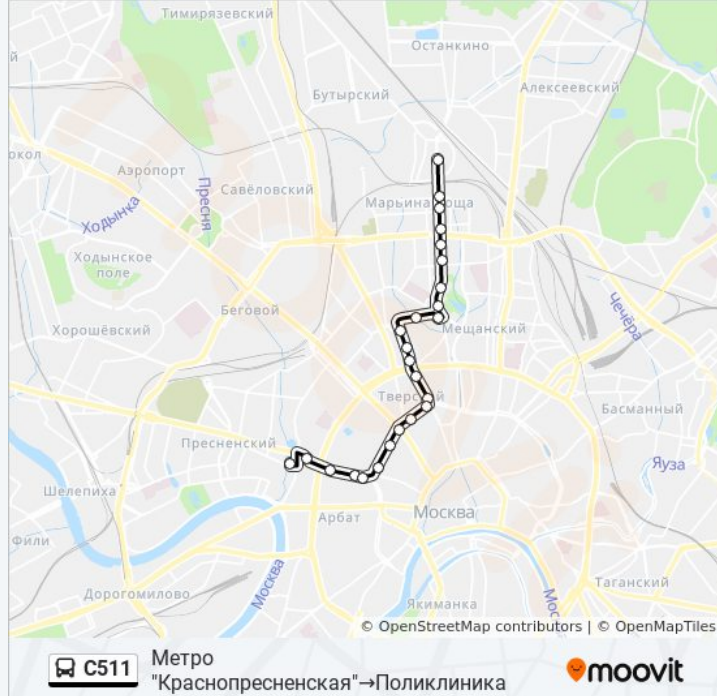 Тимирязевский
Останкино
й
Бутырский
Алексеевский
окол
Аэропорт
Пресня
Савёловский
Марьина роща
Ходынка
Ходынское
поле
Беговой
Чечёра
Хорошёвский
Мещанский
Тверской
Басманный
Пресненский
Яуза
Шелепиха
Арбат
Москва
Фили
Москва
Мос
Таганский
Дорогомилово
Якиманка
© OpenStreetMap contributors | © OpenMapTiles
C511
Метро
"Краснопресненская"→Поликлиника
moovit